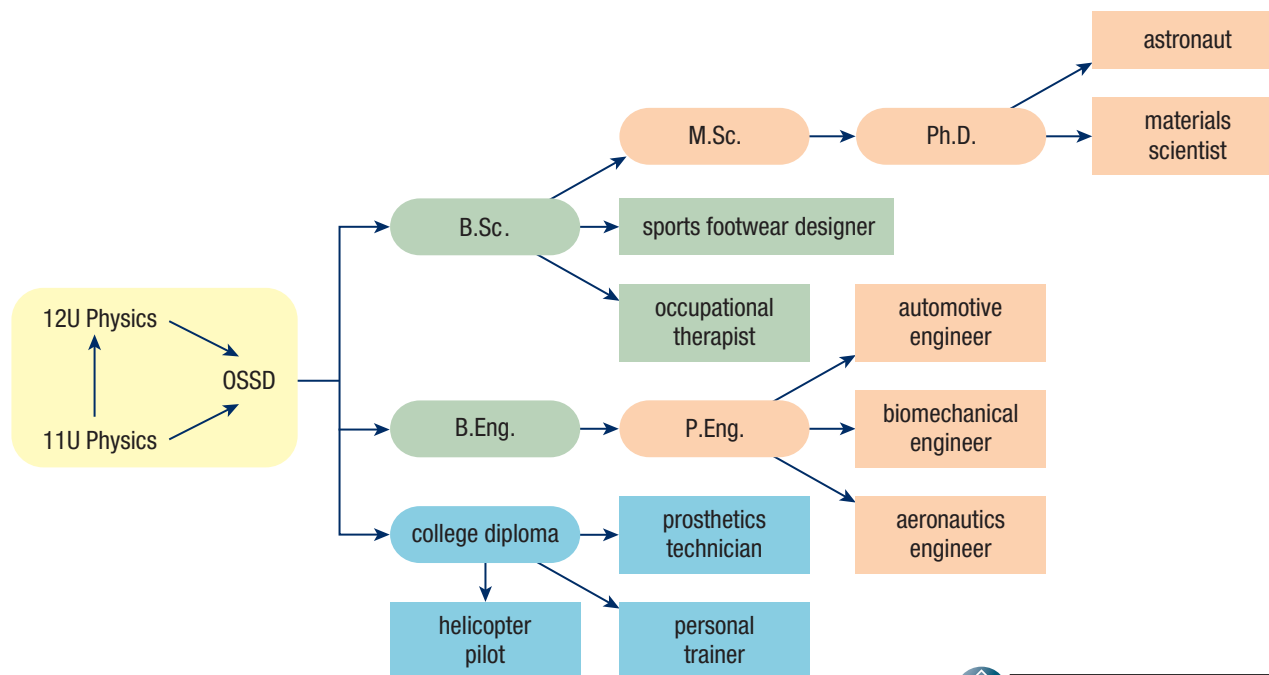 astronaut
M.Sc.
Ph.D.
materials
scientist
B.Sc.
sports footwear designer
12U Physics
OSSD
11U Physics
occupational
therapist
automotive
engineer
B.Eng.
P.Eng.
biomechanical
engineer
college diploma
prosthetics
technician
aeronautics
engineer
helicopter
pilot
personal
trainer